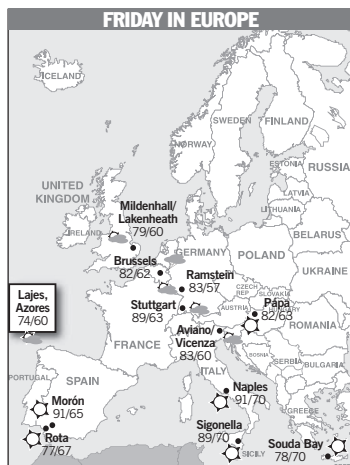 FRIDAY IN EUROPE
ICELAND
SWEDEN
FINLAND
NORWAY
ESTONIA
RUSSIA
LATVIA
LITHUANIA
UNITED
KINGDOM
Mildenhall/
Lakenheath
79/60
IRELAND
BELARUS
POLAND
GERMANY
Brussels
82/62
Ramstein
83/57
UKRAINE
CZECH
REP
SLOVAKIA
Lajes,
Azores
74/60
Stuttgart
89/63
AUSTRIA
Pápa
82/63
HUNGARY
Aviano/
Vicenza
83/60
ROMANIA
FRANCE
BOSNIA
SERBIA
BULGARIA
ITALY
PORTUGAL
SPAIN
Morón
91/65
Naples
91/70
GREECE
Rota
77/67
Sigonella
89/70
SICILY
Souda Bay
78/70